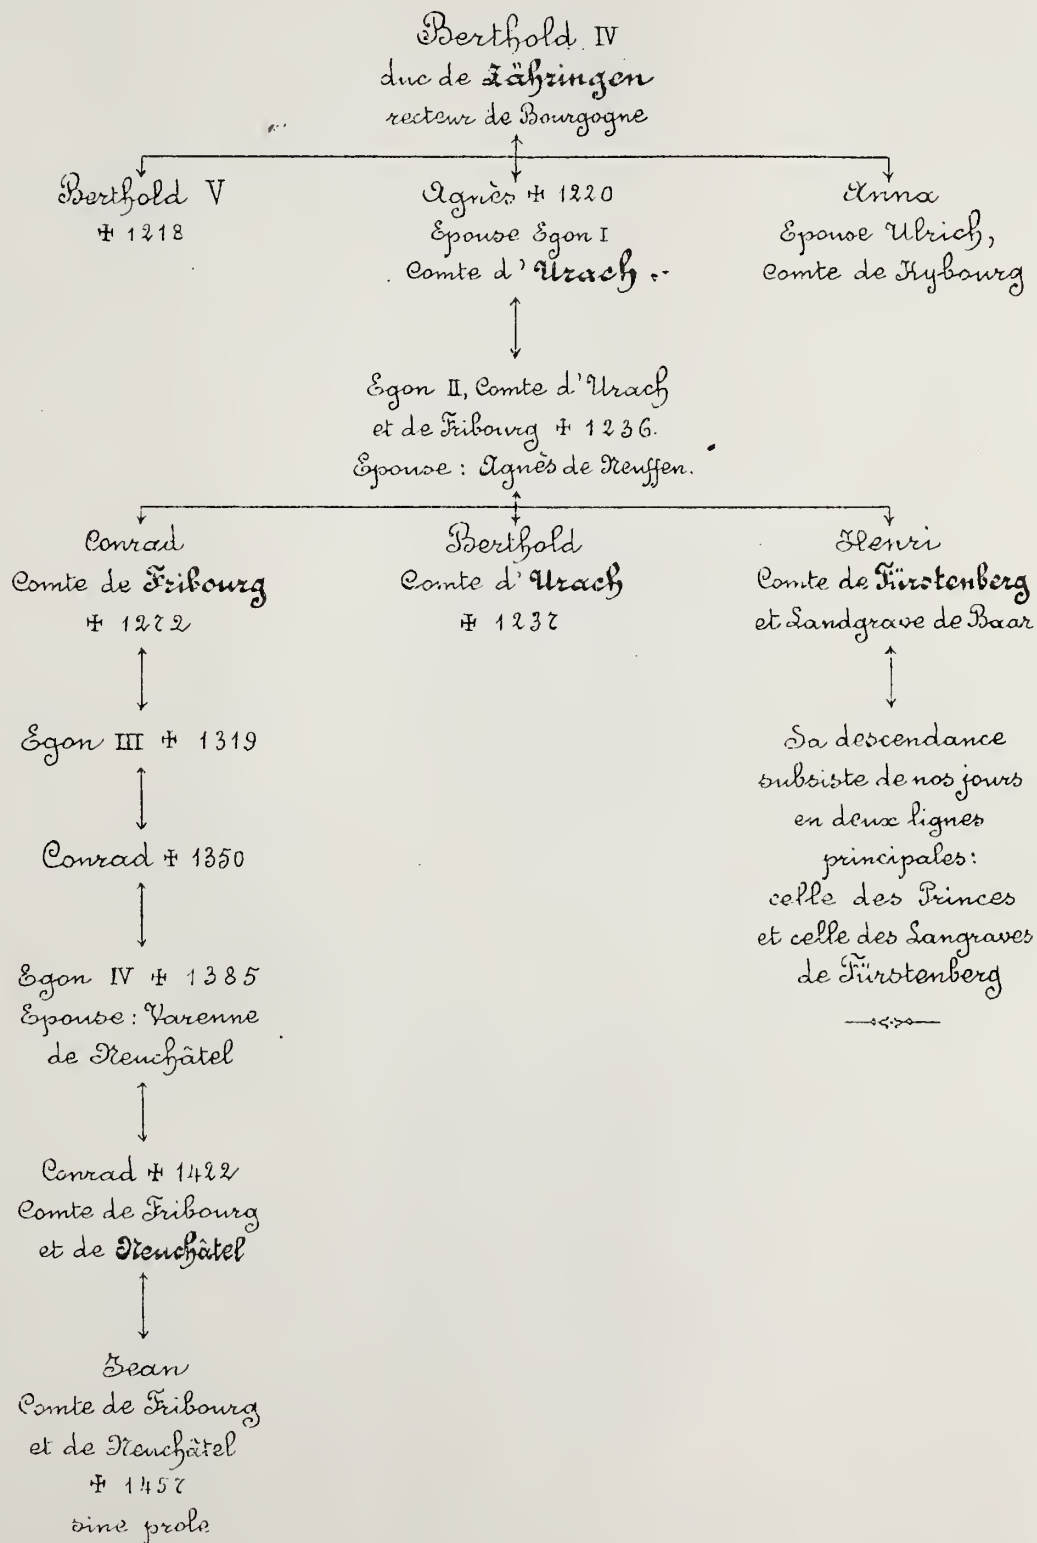 Berthold IV
duc de Zähringen
recteur de Bourgogne
Berthold V
✠ 1218
Agnès ✠ 1220
Epouse Egon I
Comte d'Urach.
Anna
Epouse Ulrich,
Comte de Kybourg
Egon II, Comte d'Urach
et de Fribourg ✠ 1236.
Epouse : Agnès de Neuffen.
Conrad
Comte de Fribourg
✠ 1272
Berthold
Comte d'Urach
✠ 1237
Henri
Comte de Fürstenberg
et Landgrave de Baar
Egon III ✠ 1319
Conrad ✠ 1350
Egon IV ✠ 1385
Epouse : Varenne
de Neuchâtel
Conrad ✠ 1422
Comte de Fribourg
et de Neuchâtel
Jean
Comte de Fribourg
et de Neuchâtel
✠ 1457
sine prole
Sa descendance
subsiste de nos jours
en deux lignes
principales:
celle des Princes
et celle des Langraves
de Fürstenberg